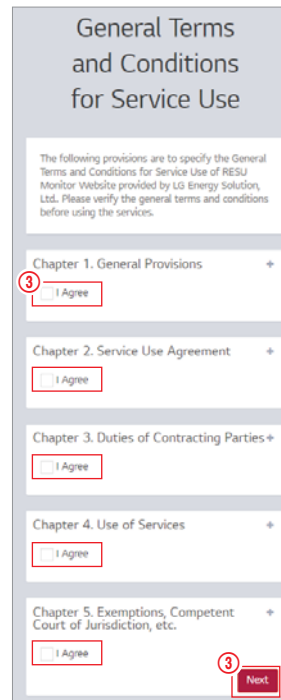 General Terms
and Conditions
for Service Use
The following provisions are to specify the General
Terms and Conditions for Service Use of RESU
Monitor Website provided by LG Energy Solution,
Ltd.. Please verify the general terms and conditions
before using the services.
Chapter 1. General Provisions +
③
I Agree
Chapter 2. Service Use Agreement +
I Agree
Chapter 3. Duties of Contracting Parties +
I Agree
Chapter 4. Use of Services +
I Agree
Chapter 5. Exemptions, Competent +
Court of Jurisdiction, etc.
I Agree
③
Next